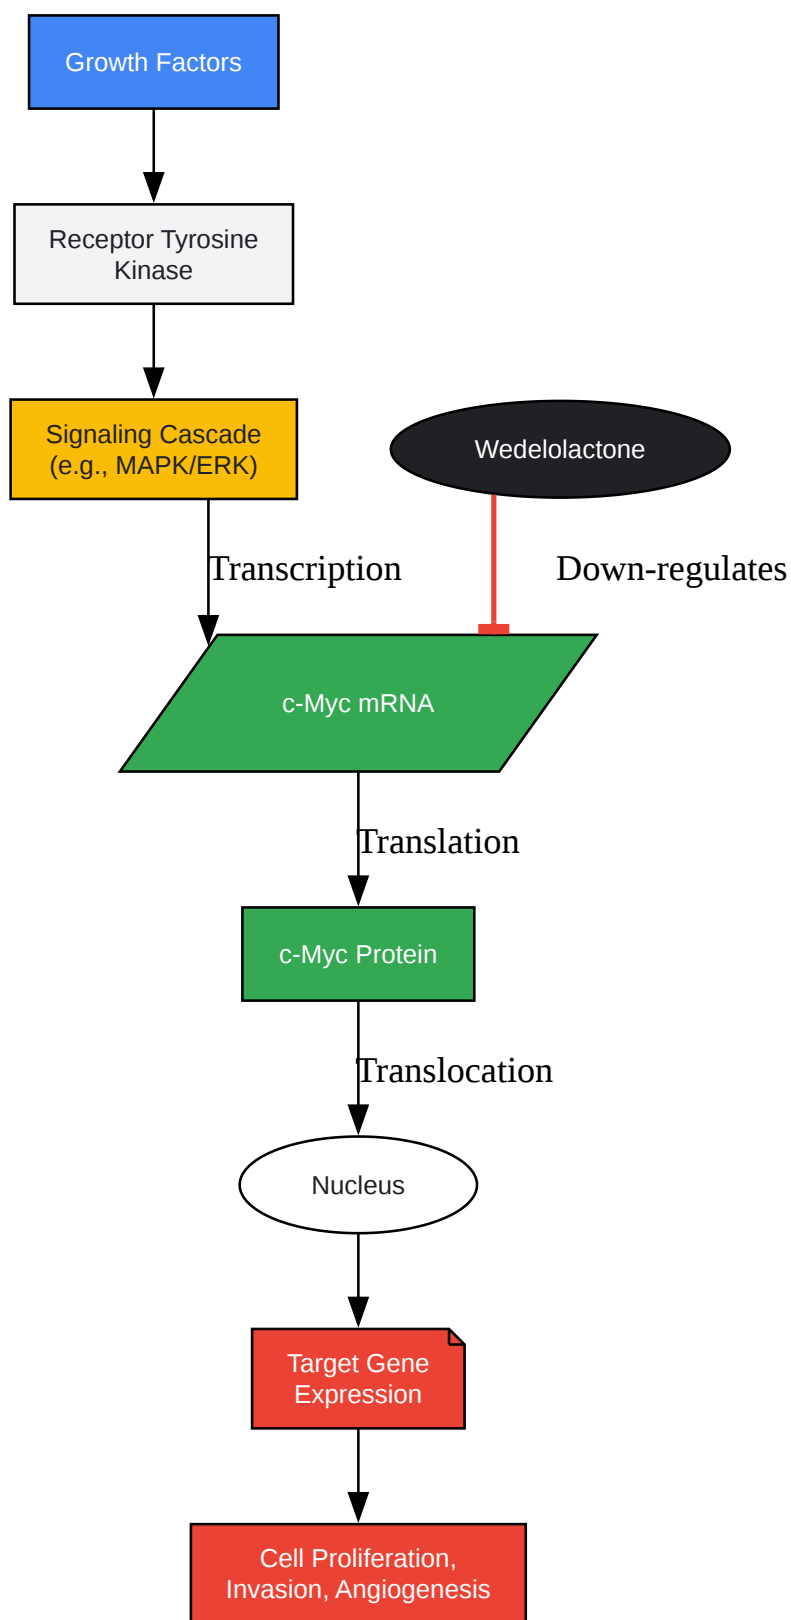 Growth Factors
Receptor Tyrosine
Kinase
Signaling Cascade
(e.g., MAPK/ERK)
Wedelolactone
Transcription
Down-regulates
c-Myc mRNA
Translation
c-Myc Protein
Translocation
Nucleus
Target Gene
Expression
Cell Proliferation,
Invasion, Angiogenesis